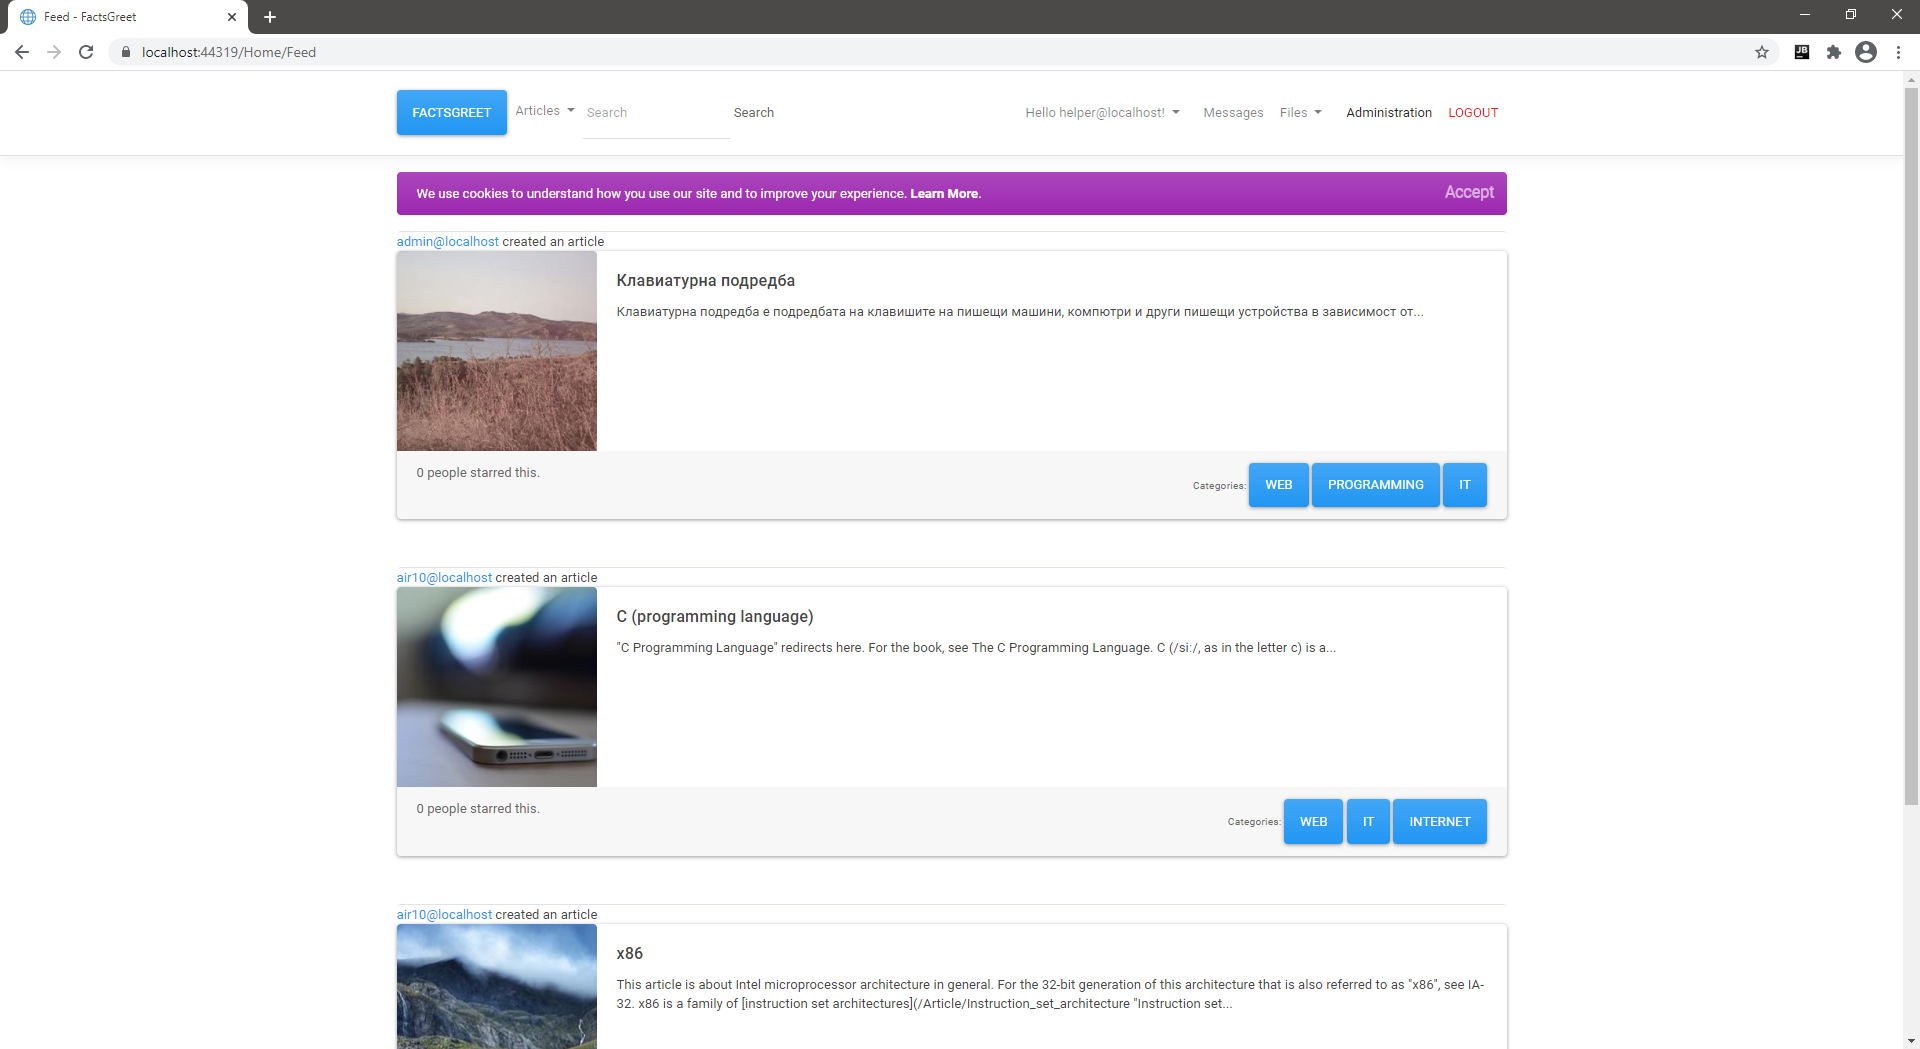 Feed - FactsGreet
localhost:44319/Home/Feed
JB
FACTSGREET Articles Search Search Hello helper@localhost! Messages Files Administration LOGOUT
We use cookies to understand how you use our site and to improve your experience. Learn More. Accept
admin@localhost created an article
Клавиатурна подредба
Клавиатурна подредба е подредбата на клавишите на пишещи машини, компютри и други пишещи устройства в зависимост от...
0 people starred this.
Categories: WEB PROGRAMMING IT
air10@localhost created an article
C (programming language)
"C Programming Language" redirects here. For the book, see The C Programming Language. C (/siː/, as in the letter c) is a...
0 people starred this.
Categories: WEB IT INTERNET
air10@localhost created an article
x86
This article is about Intel microprocessor architecture in general. For the 32-bit generation of this architecture that is also referred to as "x86", see IA-
32. x86 is a family of [instruction set architectures](/Article/Instruction_set_architecture "Instruction set...